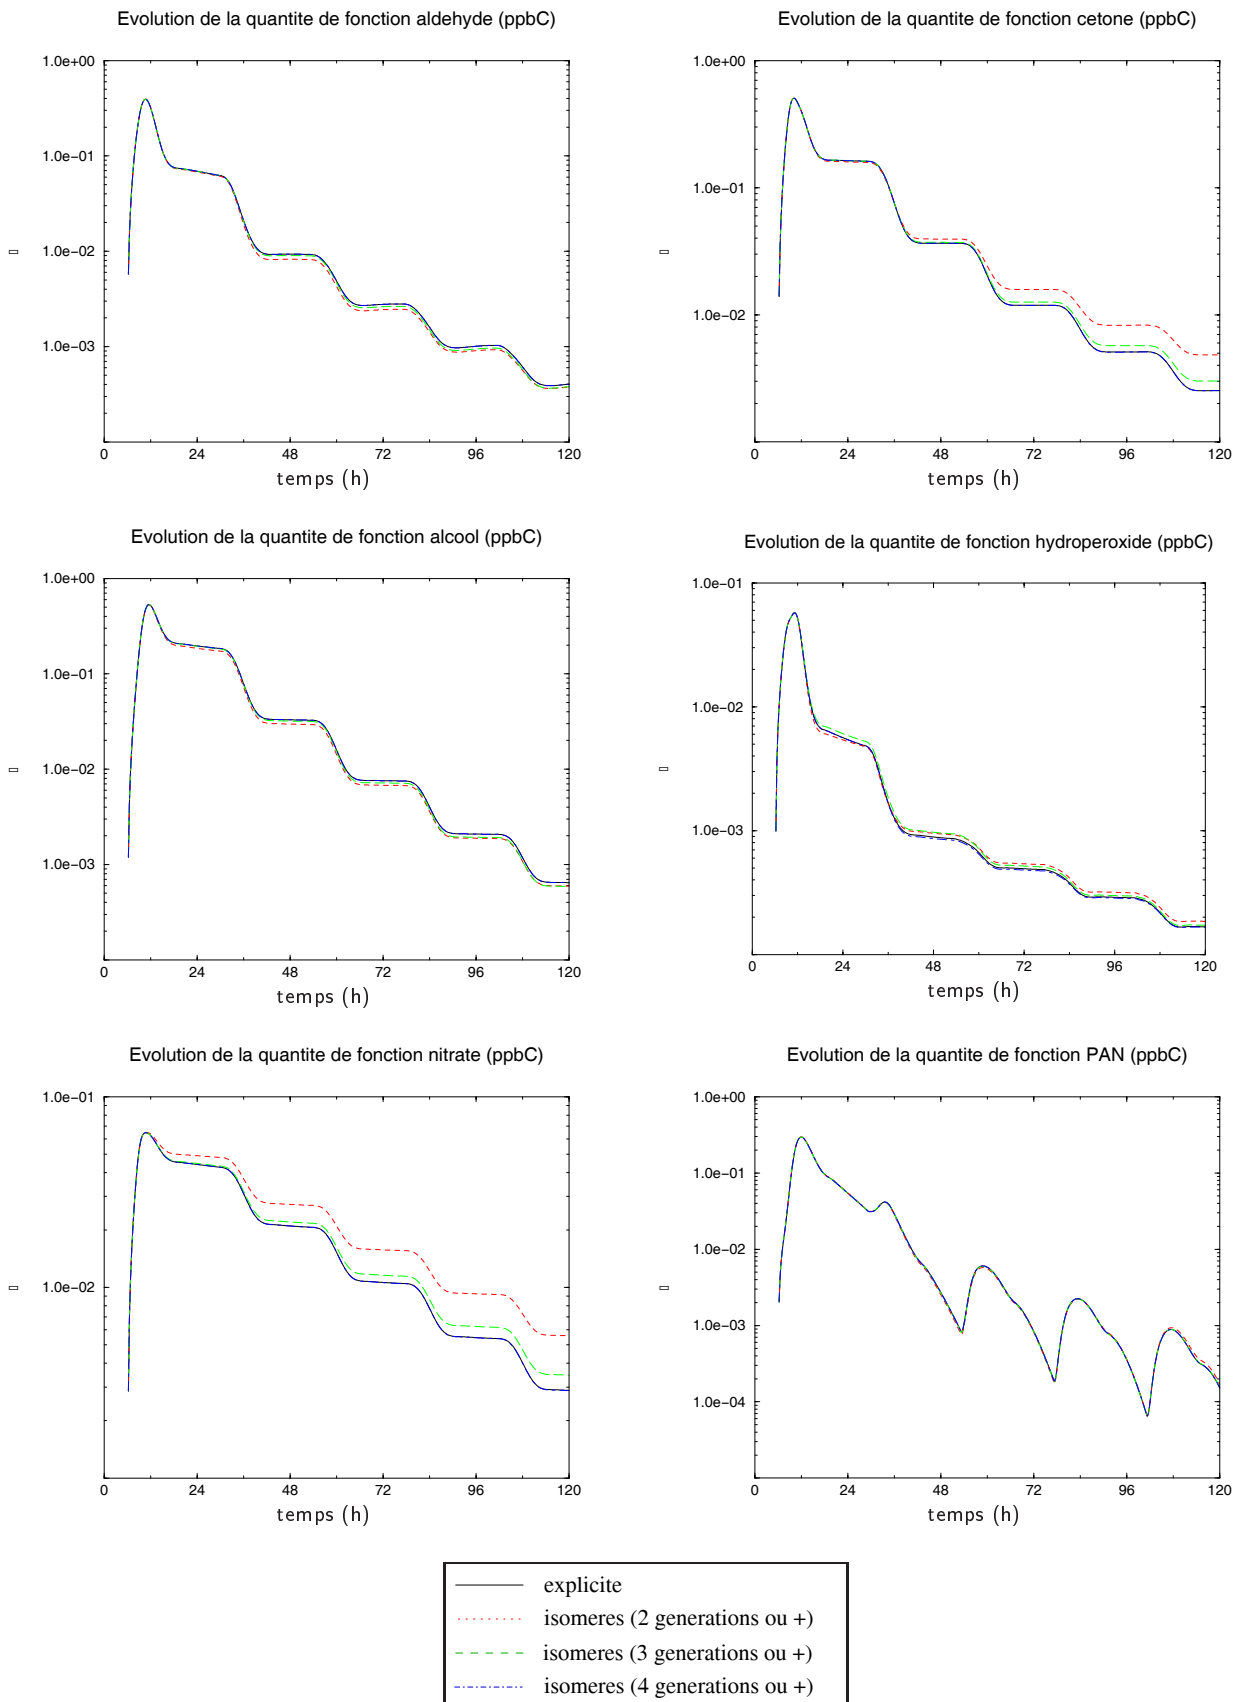 Evolution de la quantite de fonction aldehyde (ppbC)
1.0e+00
1.0e−01
1.0e−02
1.0e−03
0 24 48 72 96 120
temps (h)
Evolution de la quantite de fonction cetone (ppbC)
1.0e+00
1.0e−01
1.0e−02
0 24 48 72 96 120
temps (h)
Evolution de la quantite de fonction alcool (ppbC)
1.0e+00
1.0e−01
1.0e−02
1.0e−03
0 24 48 72 96 120
temps (h)
Evolution de la quantite de fonction hydroperoxide (ppbC)
1.0e−01
1.0e−02
1.0e−03
0 24 48 72 96 120
temps (h)
Evolution de la quantite de fonction nitrate (ppbC)
1.0e−01
1.0e−02
0 24 48 72 96 120
temps (h)
Evolution de la quantite de fonction PAN (ppbC)
1.0e+00
1.0e−01
1.0e−02
1.0e−03
1.0e−04
0 24 48 72 96 120
temps (h)
explicite
isomeres (2 generations ou +)
isomeres (3 generations ou +)
isomeres (4 generations ou +)